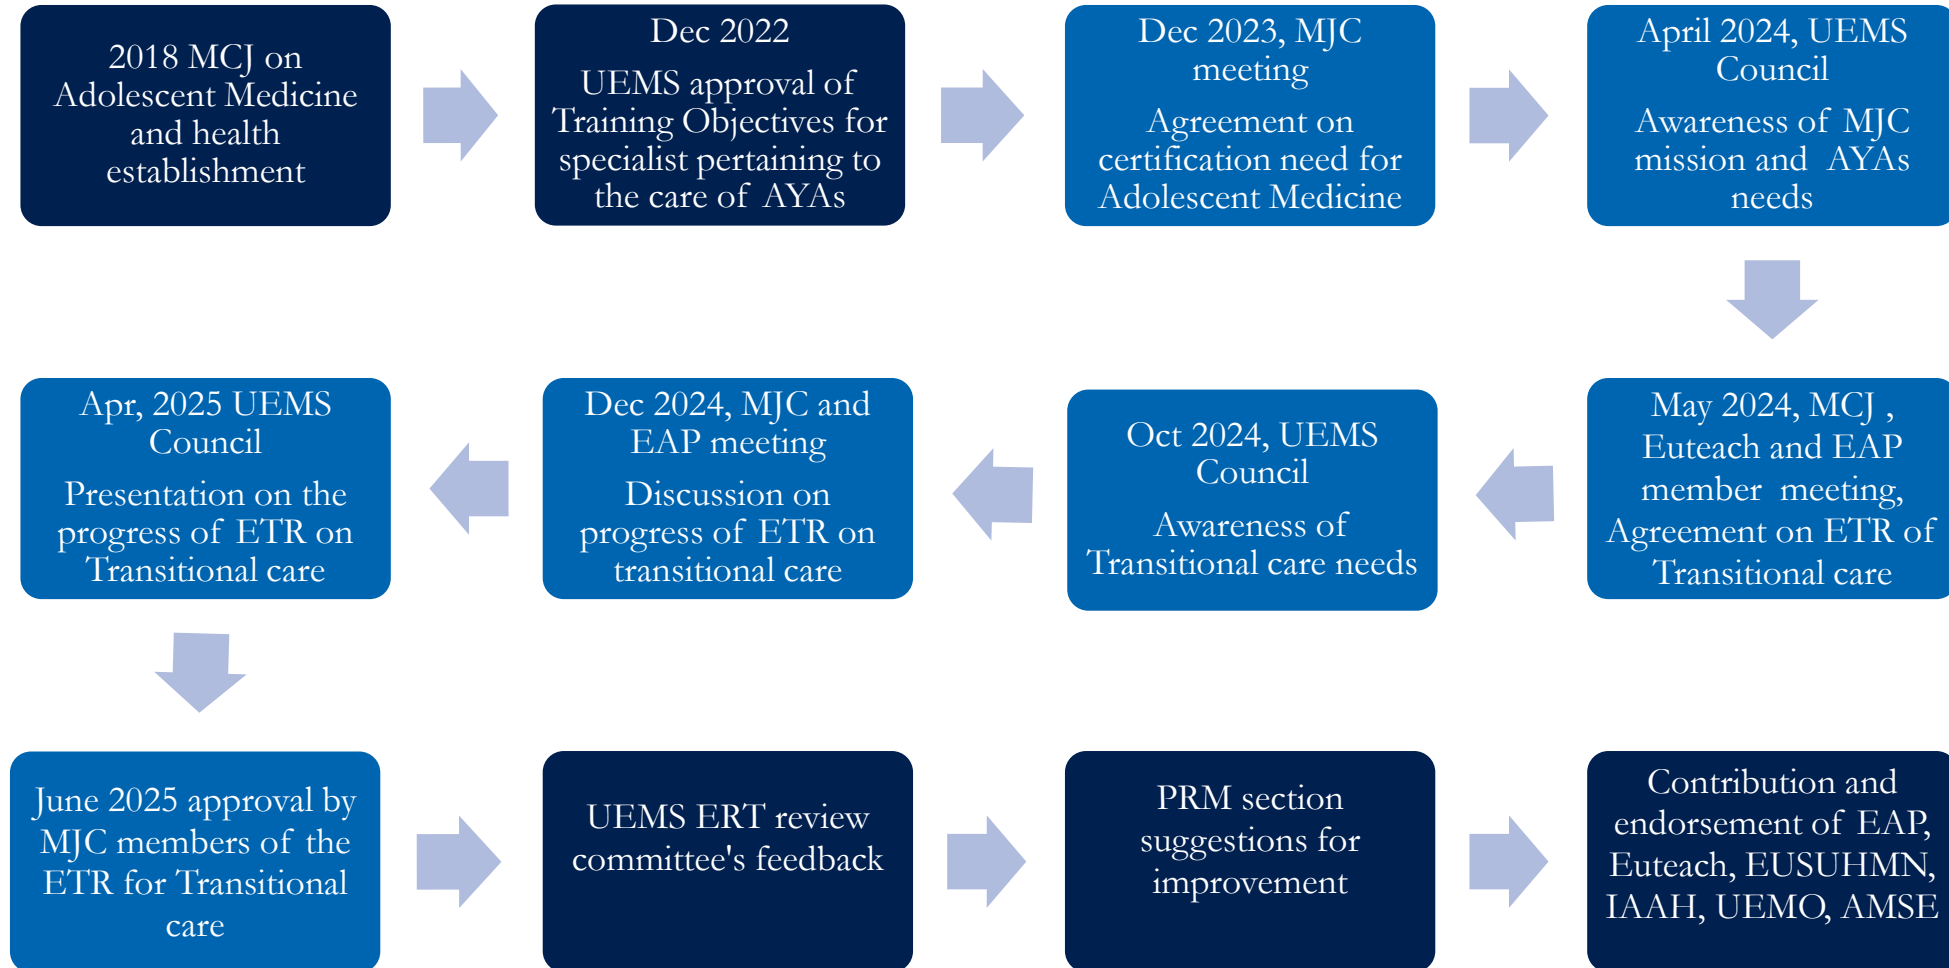 2018 MCJ on
Adolescent Medicine
and health
establishment
Dec 2022
UEMS approval of
Training Objectives for
specialist pertaining to
the care of AYAs
Dec 2023, MJC
meeting
Agreement on
certification need for
Adolescent Medicine
April 2024, UEMS
Council
Awareness of MJC
mission and AYAs
needs
May 2024, MCJ ,
Euteach and EAP
member meeting,
Agreement on ETR of
Transitional care
Oct 2024, UEMS
Council
Awareness of
Transitional care needs
Dec 2024, MJC and
EAP meeting
Discussion on
progress of ETR on
transitional care
Apr, 2025 UEMS
Council
Presentation on the
progress of ETR on
Transitional care
June 2025 approval by
MJC members of the
ETR for Transitional
care
UEMS ERT review
committee's feedback
PRM section
suggestions for
improvement
Contribution and
endorsement of EAP,
Euteach, EUSUHMN,
IAAH, UEMO, AMSE